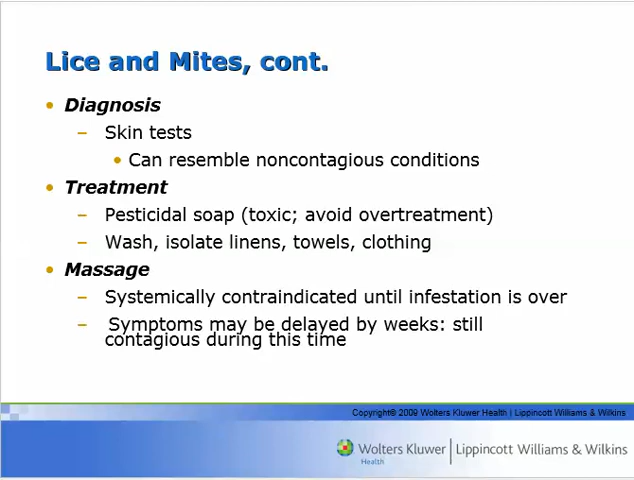 Lice and Mites, cont.
• Diagnosis
– Skin tests
• Can resemble noncontagious conditions
• Treatment
– Pesticidal soap (toxic; avoid overtreatment)
– Wash, isolate linens, towels, clothing
• Massage
– Systemically contraindicated until infestation is over
– Symptoms may be delayed by weeks: still
contagious during this time
Copyright© 2009 Wolters Kluwer Health | Lippincott Williams & Wilkins
Wolters Kluwer | Lippincott Williams & Wilkins
Health